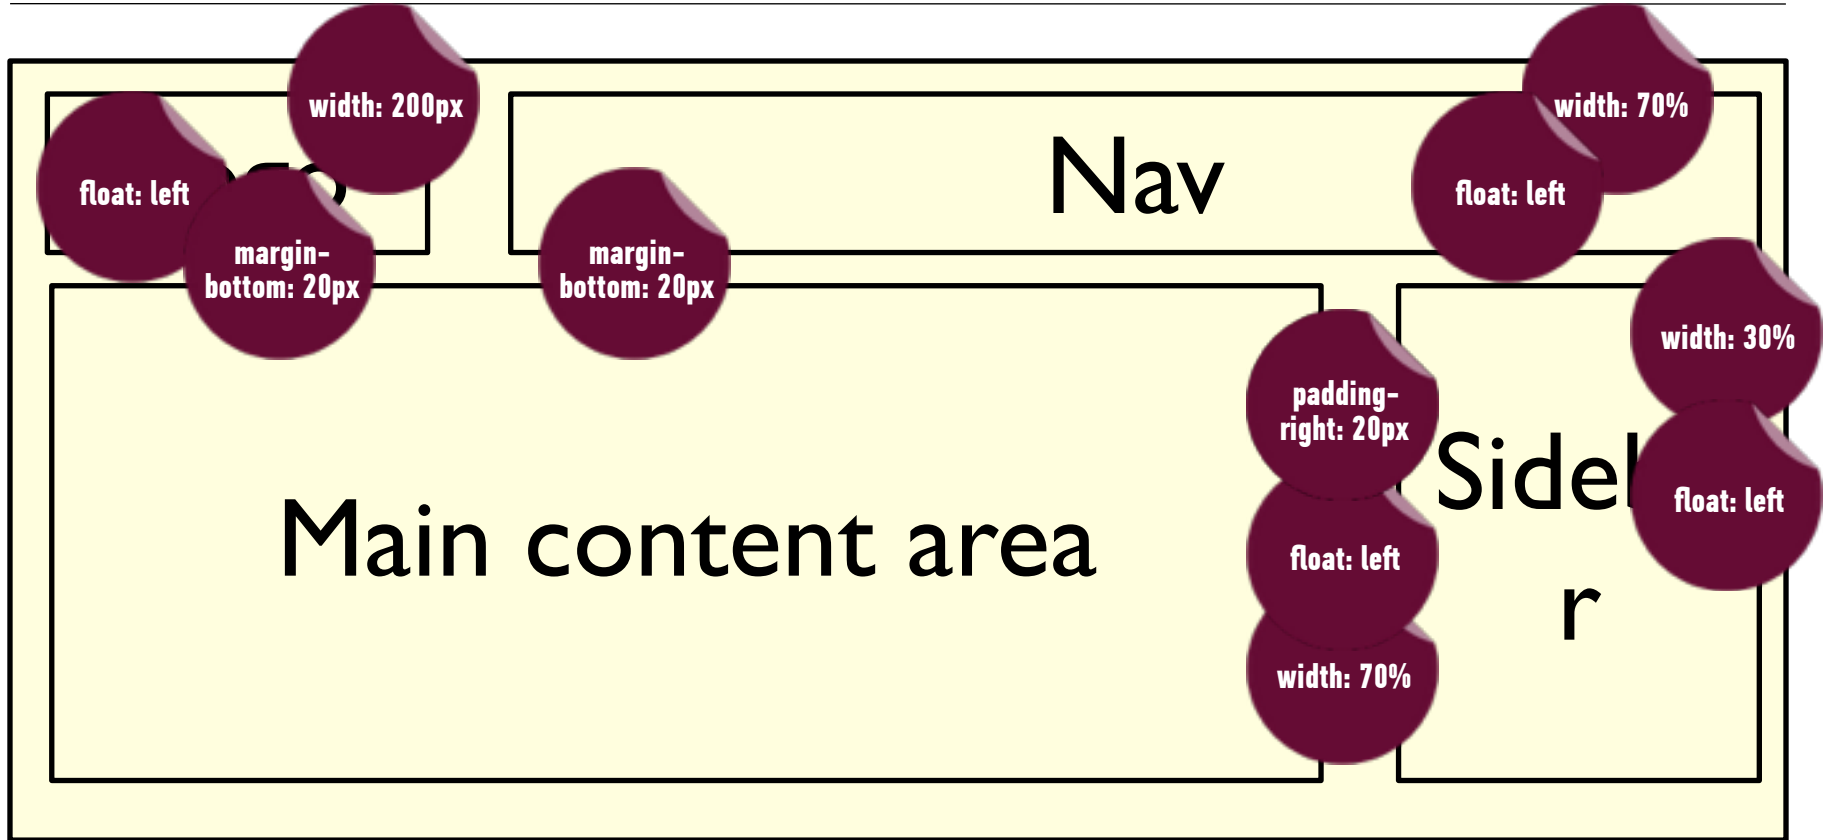 width: 200px
width: 70%
float: left
Nav
float: left
margin-
bottom: 20px
margin-
bottom: 20px
width: 30%
padding-
right: 20px
float: left
Main content area
float: left
r
width: 70%